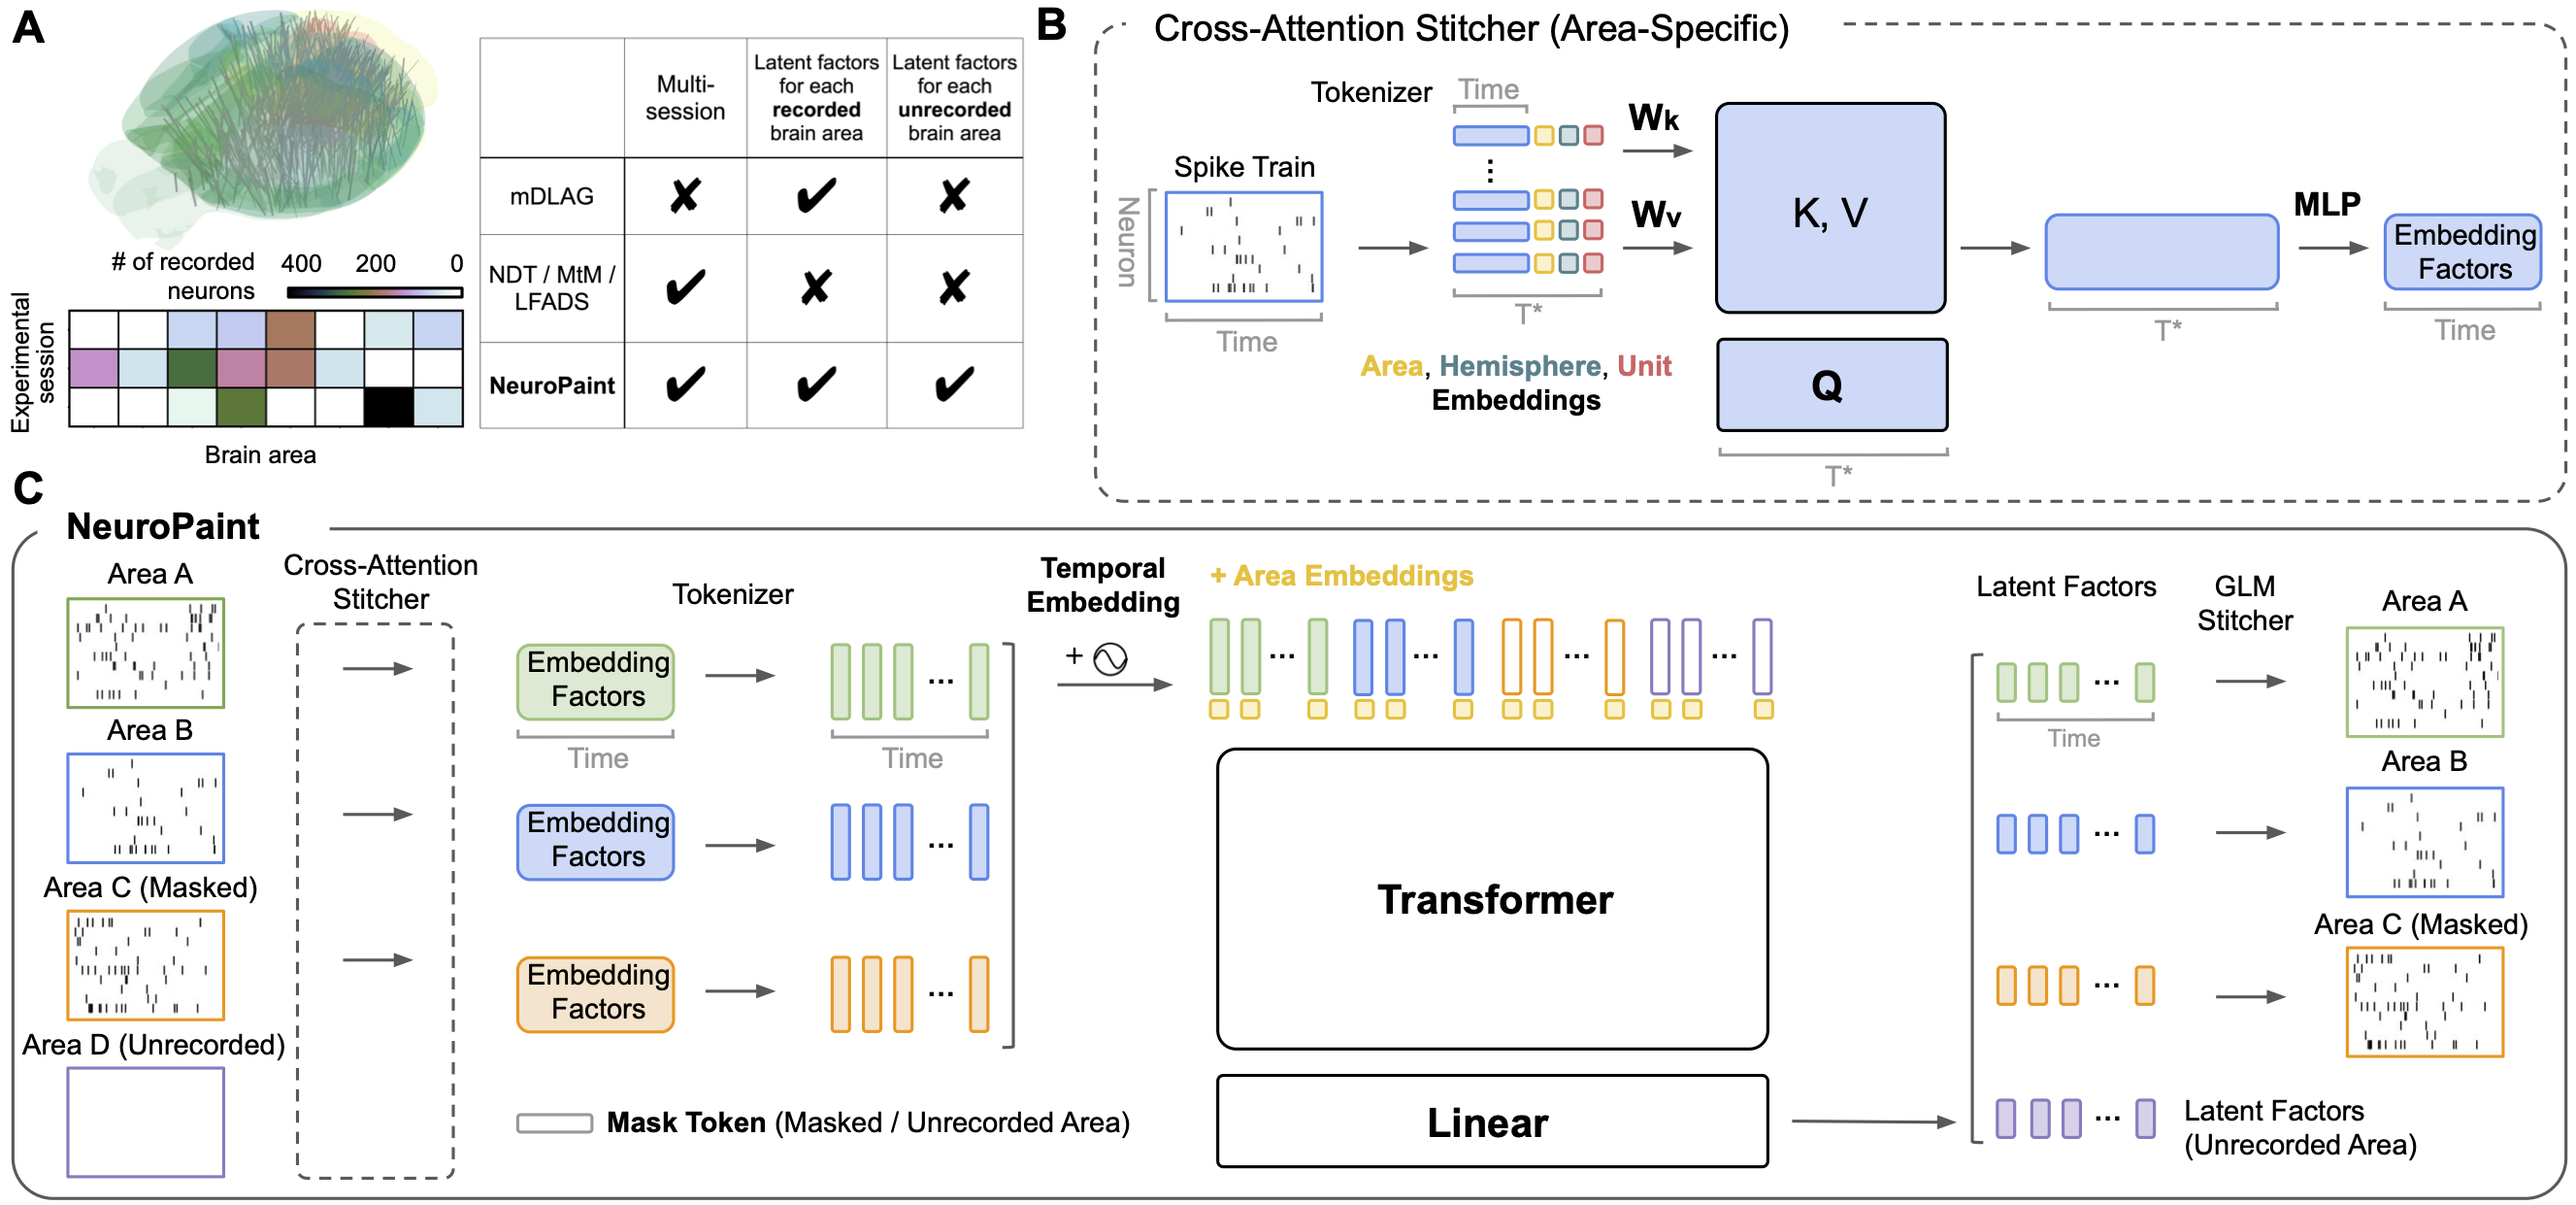 A
# of recorded
neurons
400 200 0
Experimental
session
Brain area
Multi-
session
Latent factors
for each
recorded
brain area
Latent factors
for each
unrecorded
brain area
mDLAG
✘ ✔ ✘
NDT / MtM /
LFADS
✔ ✘ ✘
NeuroPaint
✔ ✔ ✔
B
Cross-Attention Stitcher (Area-Specific)
Spike Train
Neuron
Time
Tokenizer
Time
⋮
T*
Area, Hemisphere, Unit
Embeddings
Wk
Wv
K, V
Q
T*
T*
MLP
Embedding
Factors
Time
C
NeuroPaint
Area A
Area B
Area C (Masked)
Area D (Unrecorded)
Cross-Attention
Stitcher
Tokenizer
Embedding
Factors
Time
...
Time
Embedding
Factors
...
Embedding
Factors
...
Mask Token (Masked / Unrecorded Area)
Temporal
Embedding
+
+ Area Embeddings
... ... ... ...
Transformer
Linear
Latent Factors
GLM
Stitcher
...
Time
Area A
...
Area B
...
Area C (Masked)
...
Latent Factors
(Unrecorded Area)